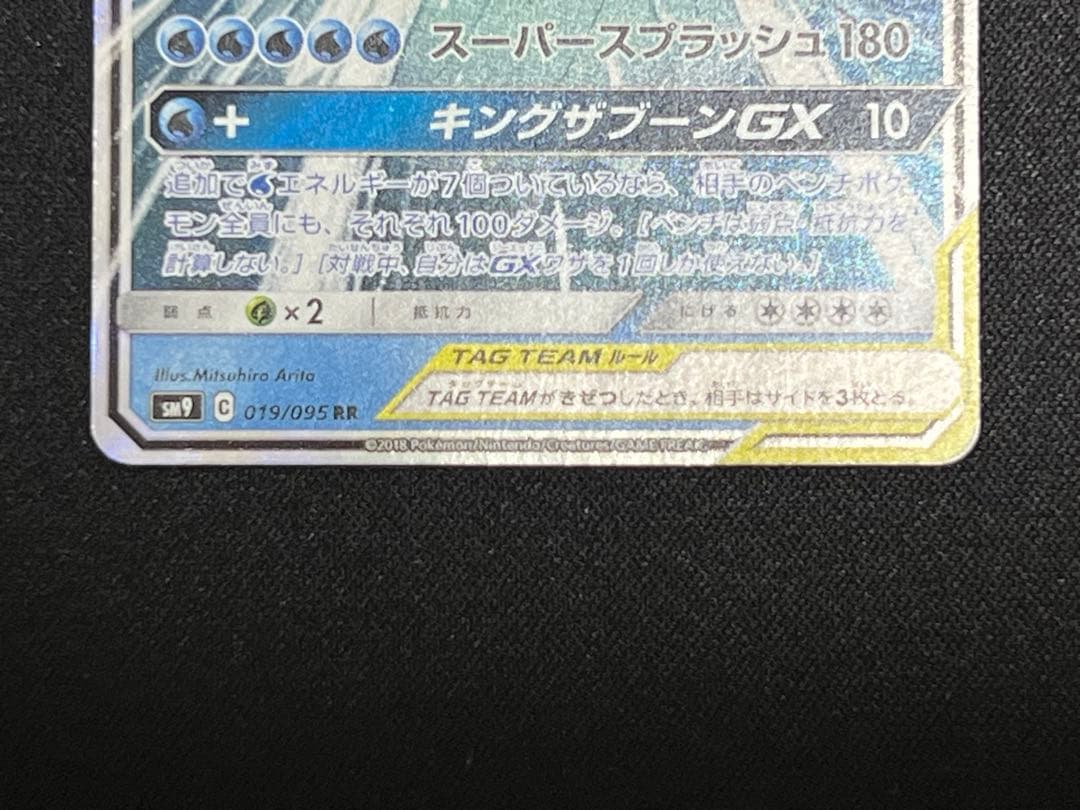 スーパースプラッシュ 180
+ キングザブーンGX 10
追加で エネルギーが7個ついているなら、相手のベンチポケ
モン全員にも、それぞれ100ダメージ。[ベンチは弱点・抵抗力を
計算しない。] [対戦中、自分はGXワザを1回しか使えない。]
弱点 ×2 抵抗力 にげる
TAG TEAM ルール
TAG TEAMがきぜつしたとき、相手はサイドを3枚とる。
Illus. Mitsuhiro Arita
SM9 C 019/095 RR
©2018 Pokémon/Nintendo/Creatures/GAME FREAK